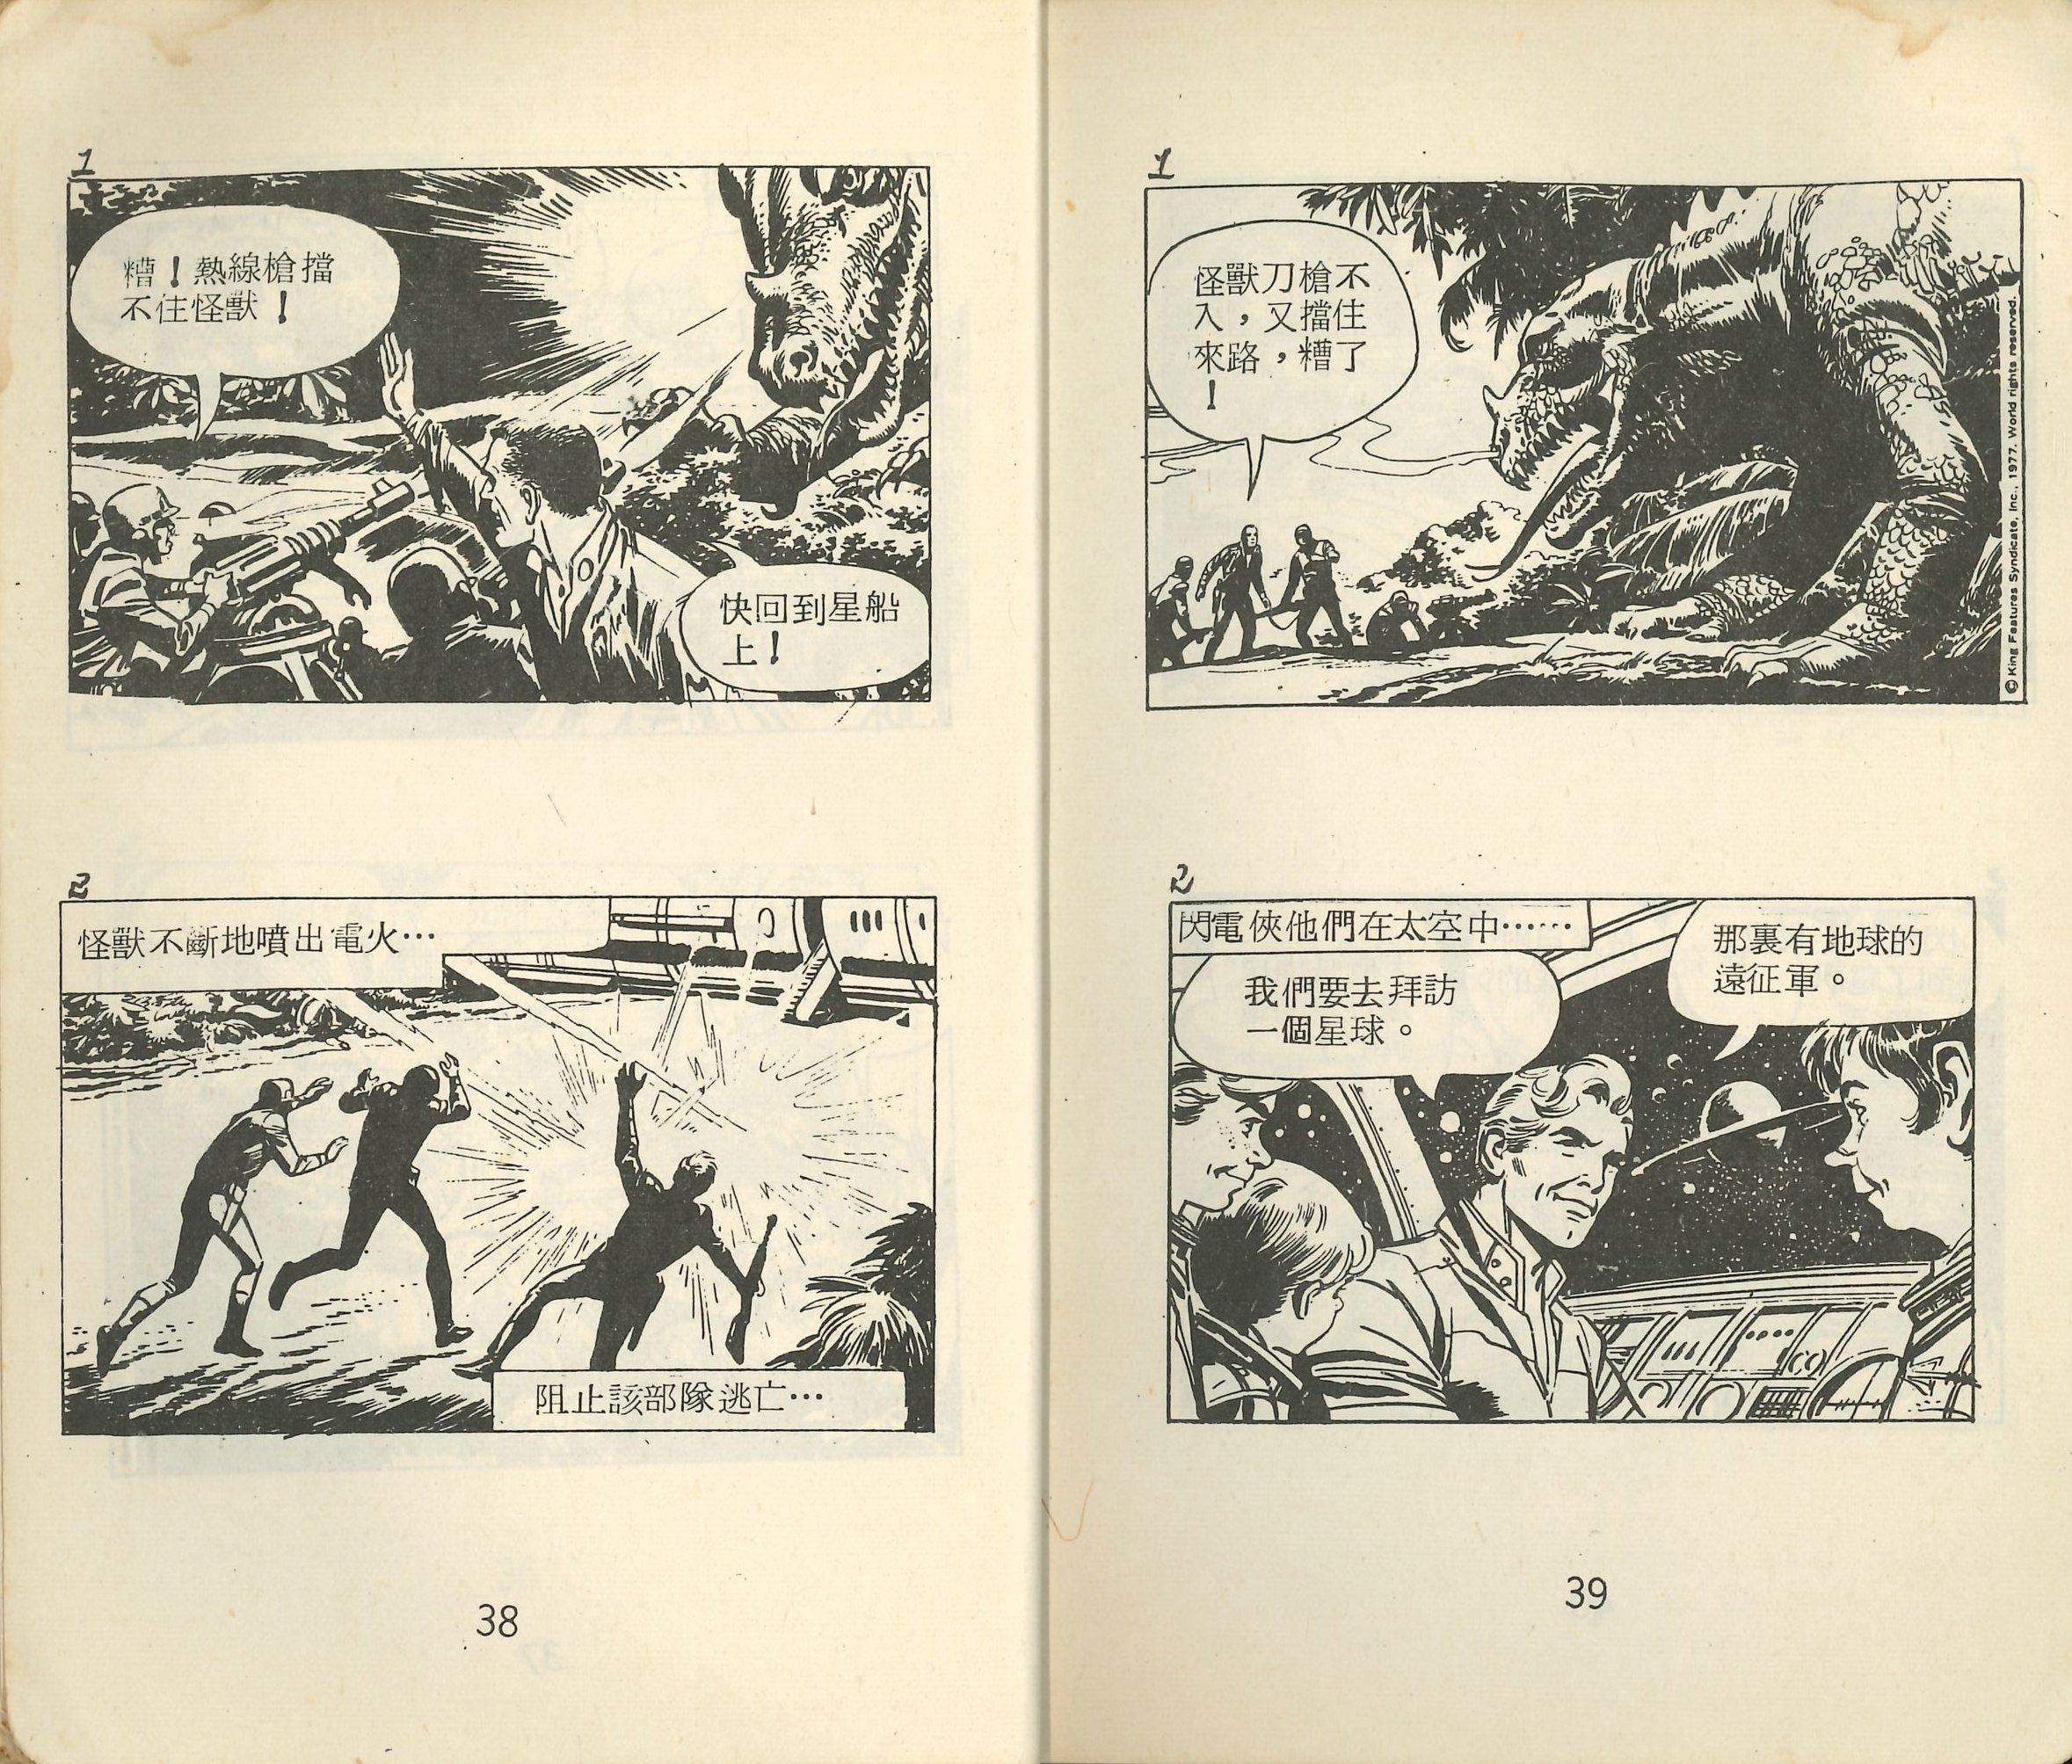 1
糟！熱線槍擋
不住怪獸！
快回到星船
上！
2
怪獸不斷地噴出電火…
阻止該部隊逃亡…
38
1
怪獸刀槍不
入，又擋住
來路，糟了
！
© King Features Syndicate, Inc., 1977. World rights reserved.
2
閃電俠他們在太空中……
我們要去拜訪
一個星球。
那裏有地球的
遠征軍。
39